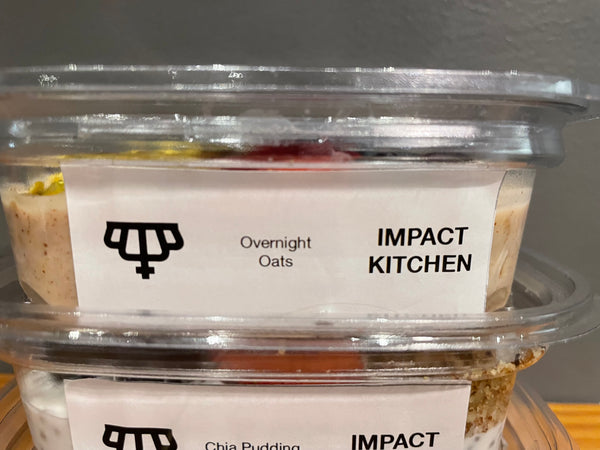 Overnight
Oats
IMPACT
KITCHEN
Chia Pudding
IMPACT